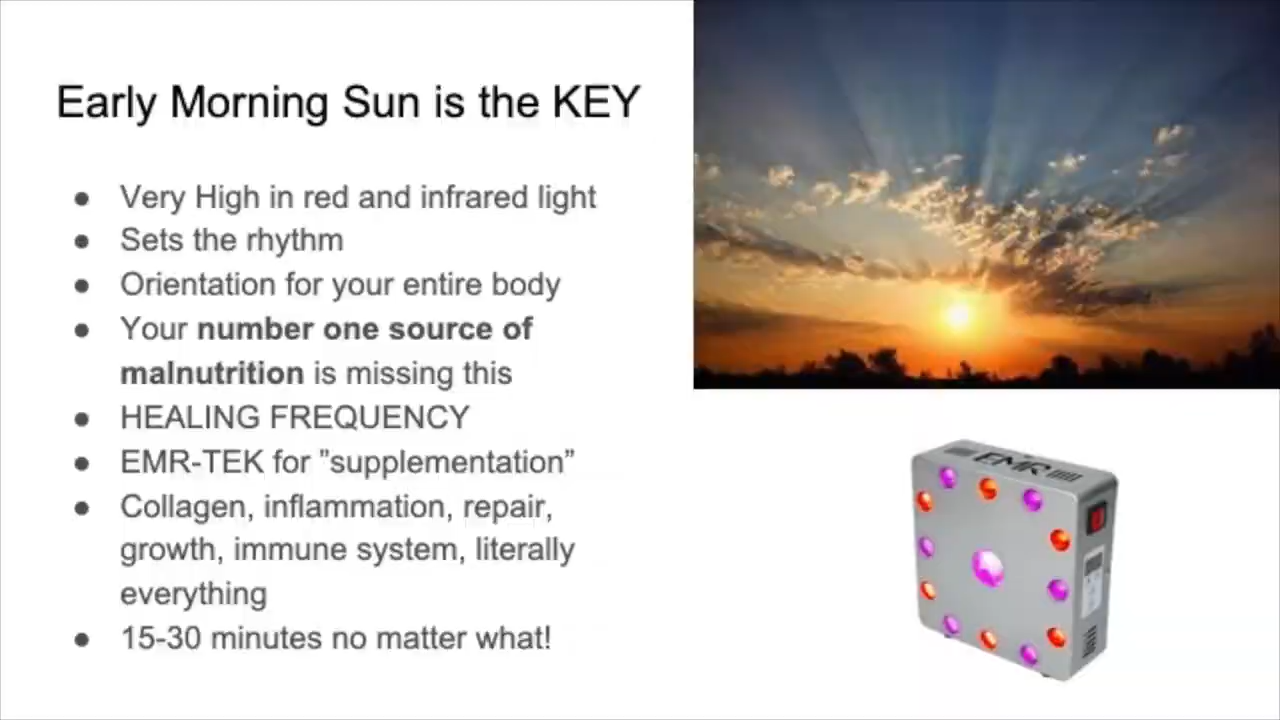 Early Morning Sun is the KEY
● Very High in red and infrared light
● Sets the rhythm
● Orientation for your entire body
● Your number one source of
malnutrition is missing this
● HEALING FREQUENCY
● EMR-TEK for ”supplementation”
● Collagen, inflammation, repair,
growth, immune system, literally
everything
● 15-30 minutes no matter what!
EMR